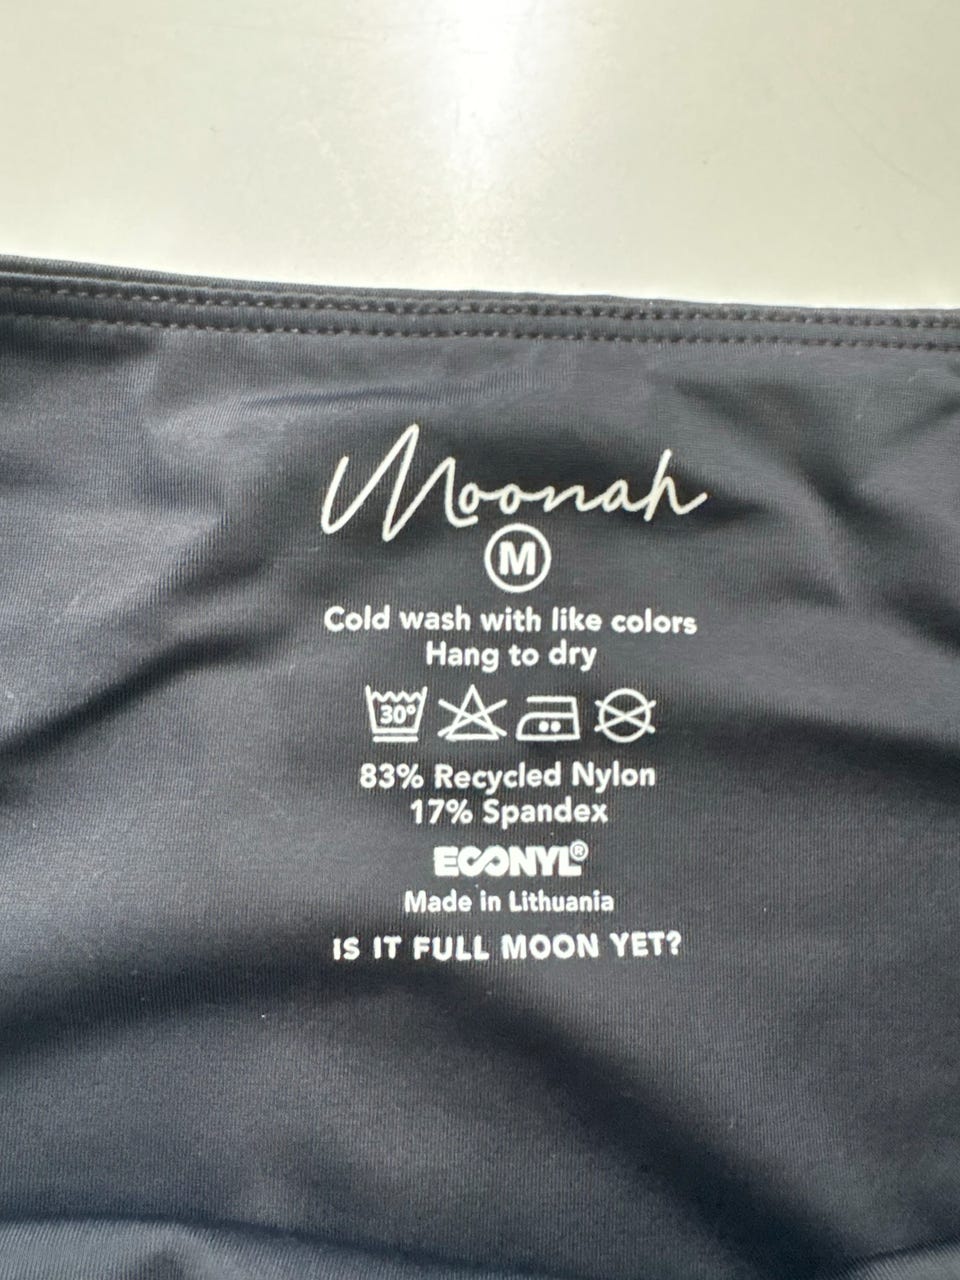 Moonah
M
Cold wash with like colors
Hang to dry
30°
83% Recycled Nylon
17% Spandex
ECONYL®
Made in Lithuania
IS IT FULL MOON YET?